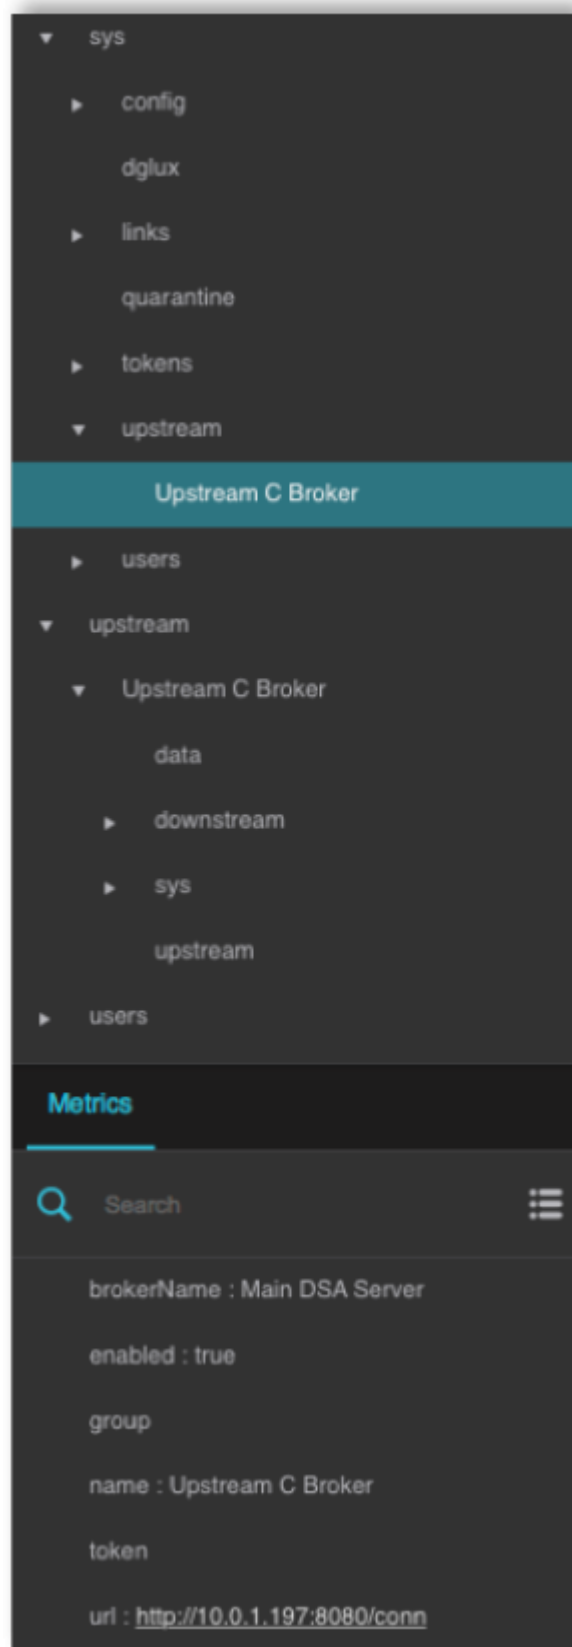 sys
config
dglux
links
quarantine
tokens
upstream
Upstream C Broker
users
upstream
Upstream C Broker
data
downstream
sys
upstream
users
Metrics
Search
brokerName : Main DSA Server
enabled : true
group
name : Upstream C Broker
token
url : http://10.0.1.197:8080/conn